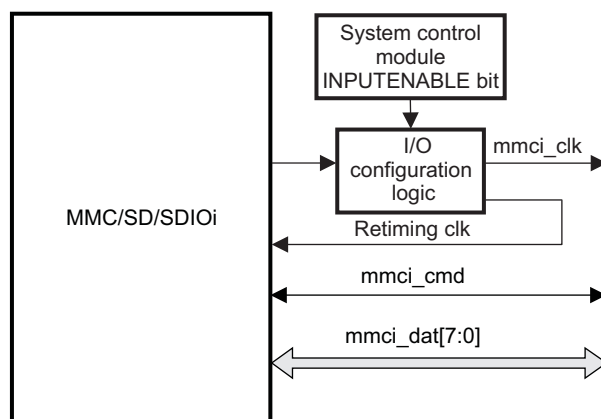 System control
module
INPUTENABLE bit
I/O
configuration
logic
mmci_clk
MMC/SD/SDIOi
Retiming clk
mmci_cmd
mmci_dat[7:0]